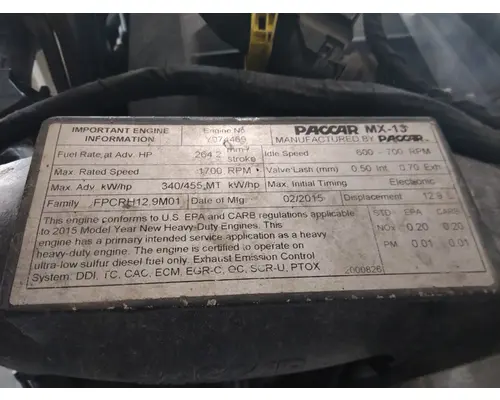 IMPORTANT ENGINE INFORMATION
Engine No.
PACCAR MX-13
MANUFACTURED BY PACCAR
Fuel Rate, at Adv. HP 264.2 mm³/stroke
Idle Speed 600 - 700 RPM
Max. Rated Speed 1700 RPM
Valve Lash (mm) 0.50 Int. 0.70 Exh
Max. Adv. kW/hp 340/455,MT kW/hp
Max. Initial Timing Electronic
Family FPCRH12.9M01
Date of Mfg: 02/2015
Displacement 12.9
This engine conforms to U.S. EPA and CARB regulations applicable
to 2015 Model Year New Heavy-Duty Engines. This
engine has a primary intended service application as a heavy
heavy-duty engine. This engine is certified to operate on
ultra-low sulfur diesel fuel only. Exhaust Emission Control
System: DDI, TC, CAC, ECM, EGR-C, OC, SCR-U, PTOX
STD EPA CARB
NOx 0.20 0.20
PM 0.01 0.01
2000826